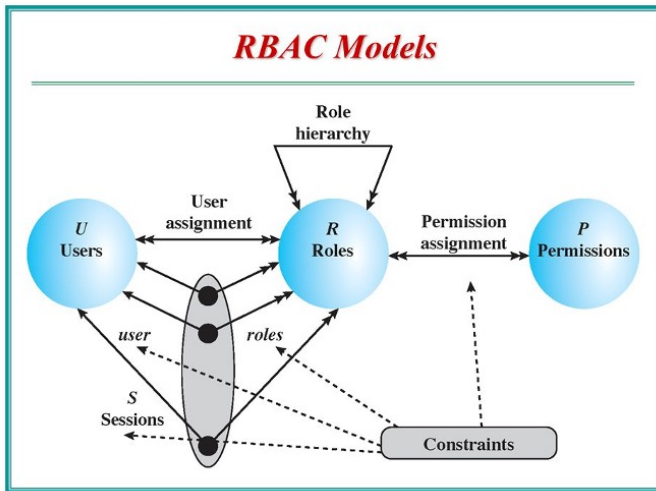 RBAC Models
Role
hierarchy
User
assignment
U
Users
R
Roles
Permission
assignment
P
Permissions
user
roles
S
Sessions
Constraints